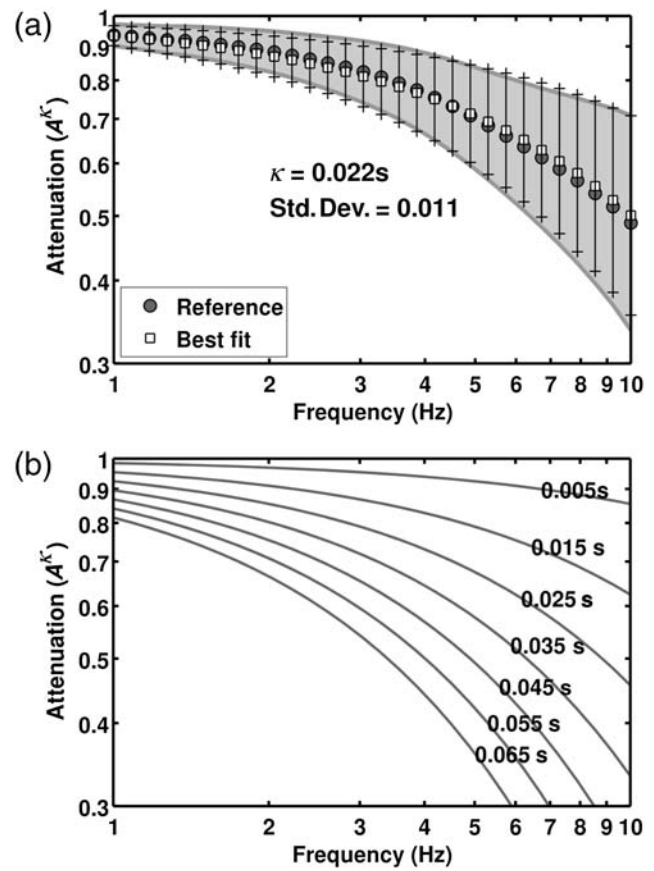 (a)
1
0.9
0.8
0.7
0.6
0.5
0.4
0.3
Attenuation (A^κ)
κ = 0.022s
Std.Dev. = 0.011
Reference
Best fit
1 2 3 4 5 6 7 8 9 10
Frequency (Hz)
(b)
1
0.9
0.8
0.7
0.6
0.5
0.4
0.3
Attenuation (A^κ)
0.005s
0.015 s
0.025 s
0.035 s
0.045 s
0.055 s
0.065 s
1 2 3 4 5 6 7 8 9 10
Frequency (Hz)